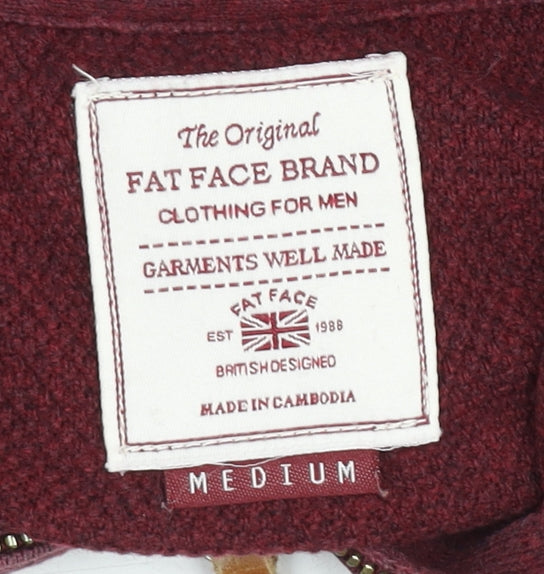 The Original
FAT FACE BRAND
CLOTHING FOR MEN
GARMENTS WELL MADE
FAT FACE
EST 1988
BRITISH DESIGNED
MADE IN CAMBODIA
MEDIUM